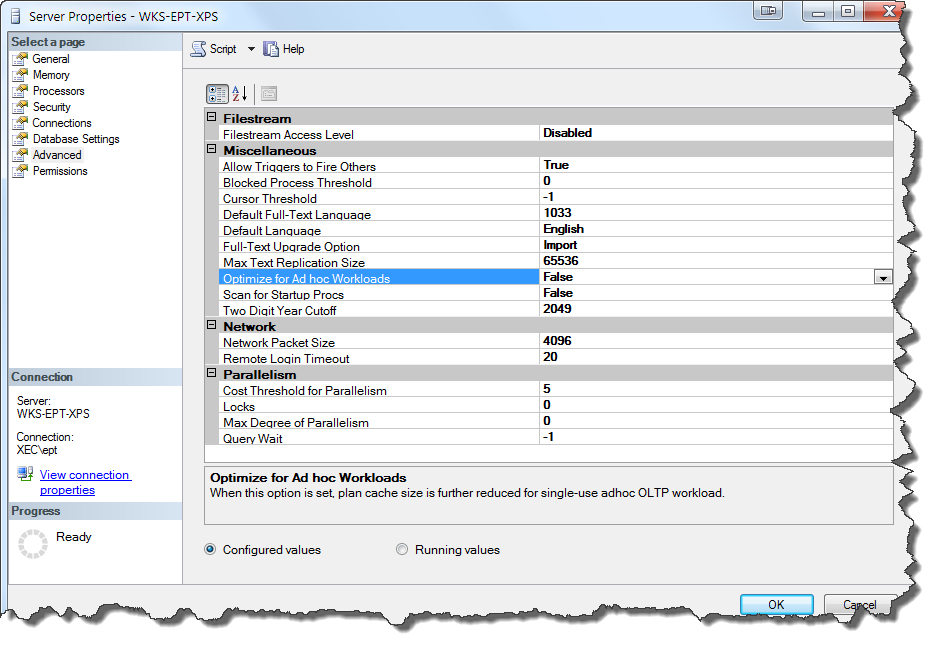 Server Properties - WKS-EPT-XPS
Select a page
General
Memory
Processors
Security
Connections
Database Settings
Advanced
Permissions
Connection
Server:
WKS-EPT-XPS
Connection:
XEC\ept
View connection
properties
Progress
Ready
Script Help
Filestream
Filestream Access Level Disabled
Miscellaneous
Allow Triggers to Fire Others True
Blocked Process Threshold 0
Cursor Threshold -1
Default Full-Text Language 1033
Default Language English
Full-Text Upgrade Option Import
Max Text Replication Size 65536
Optimize for Ad hoc Workloads False
Scan for Startup Procs False
Two Digit Year Cutoff 2049
Network
Network Packet Size 4096
Remote Login Timeout 20
Parallelism
Cost Threshold for Parallelism 5
Locks 0
Max Degree of Parallelism 0
Query Wait -1
Optimize for Ad hoc Workloads
When this option is set, plan cache size is further reduced for single-use adhoc OLTP workload.
Configured values Running values
OK Cancel